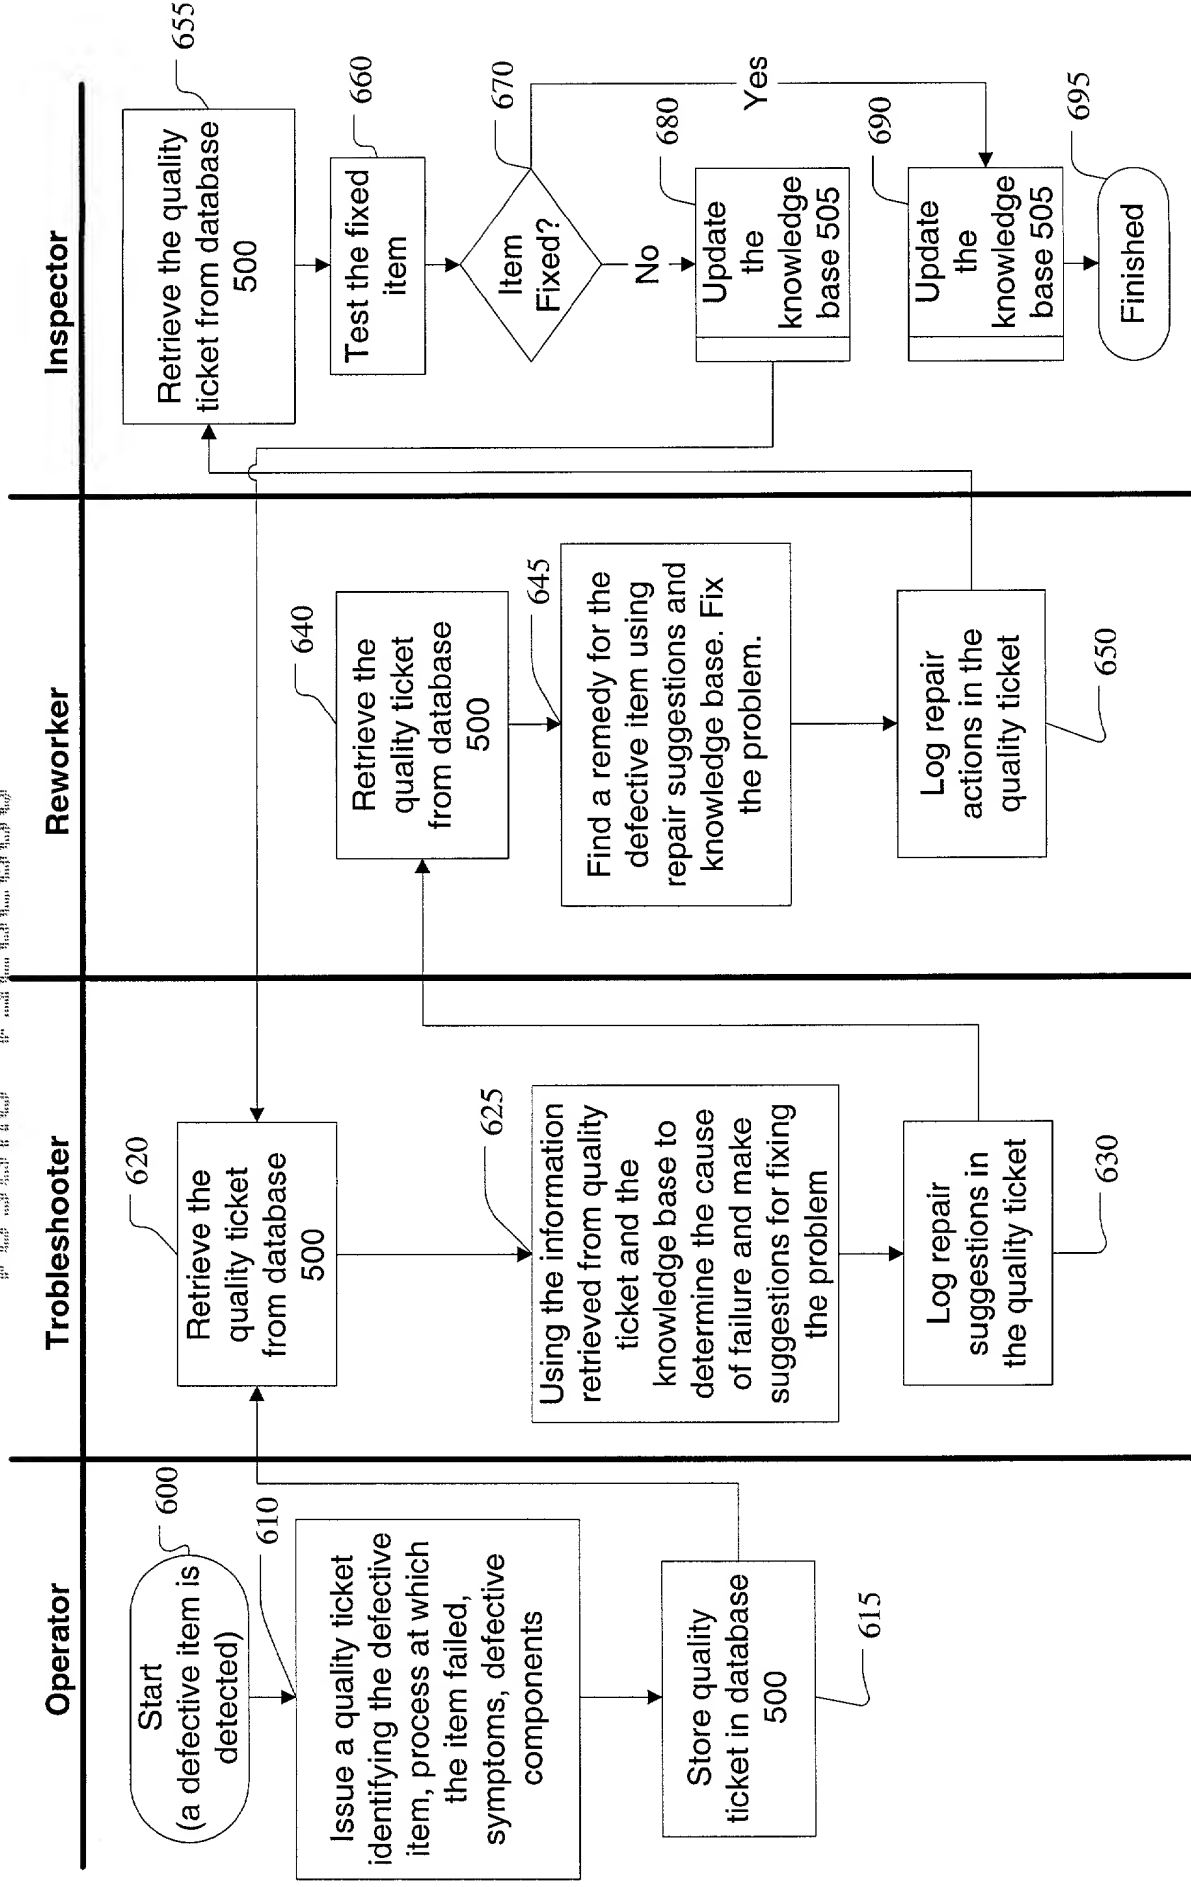 Operator
Trobleshooter
Reworker
Inspector
600
Start
(a defective item is
detected)
610
Issue a quality ticket
identifying the defective
item, process at which
the item failed,
symptoms, defective
components
Store quality
ticket in database
500
615
620
Retrieve the
quality ticket
from database
500
625
Using the information
retrieved from quality
ticket and the
knowledge base to
determine the cause
of failure and make
suggestions for fixing
the problem
Log repair
suggestions in
the quality ticket
630
640
Retrieve the
quality ticket
from database
500
645
Find a remedy for the
defective item using
repair suggestions and
knowledge base. Fix
the problem.
Log repair
actions in the
quality ticket
650
655
Retrieve the quality
ticket from database
500
660
Test the fixed
item
670
Item
Fixed?
No
Yes
680
Update
the
knowledge
base 505
690
Update
the
knowledge
base 505
695
Finished